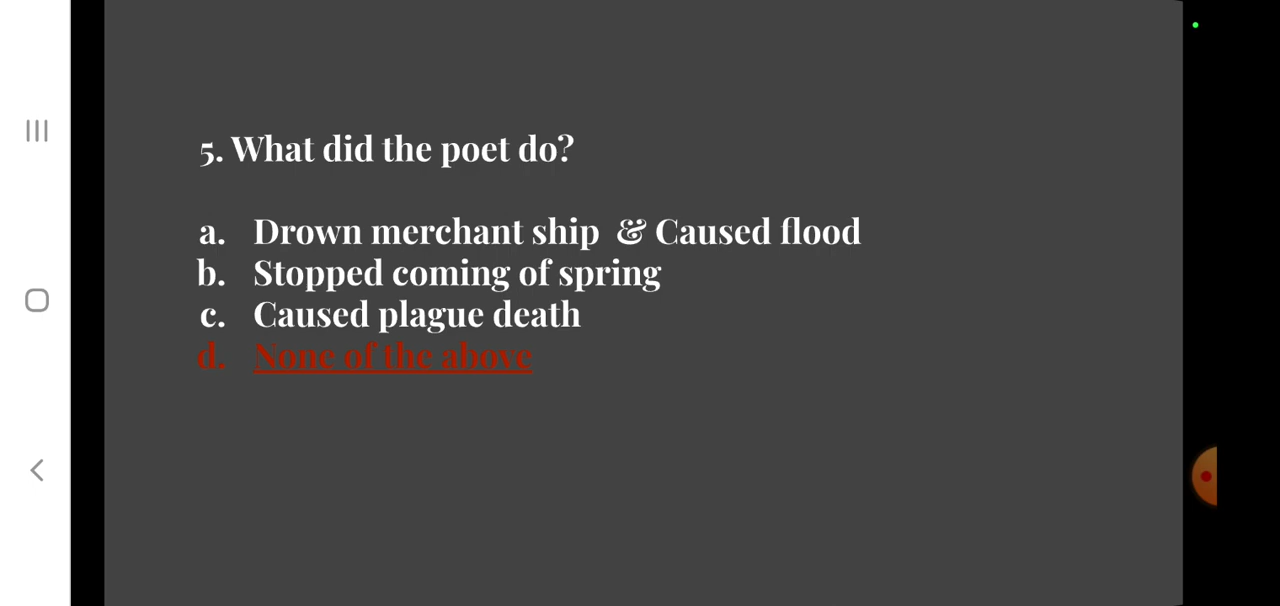 5. What did the poet do?
a. Drown merchant ship & Caused flood
b. Stopped coming of spring
c. Caused plague death
d. None of the above